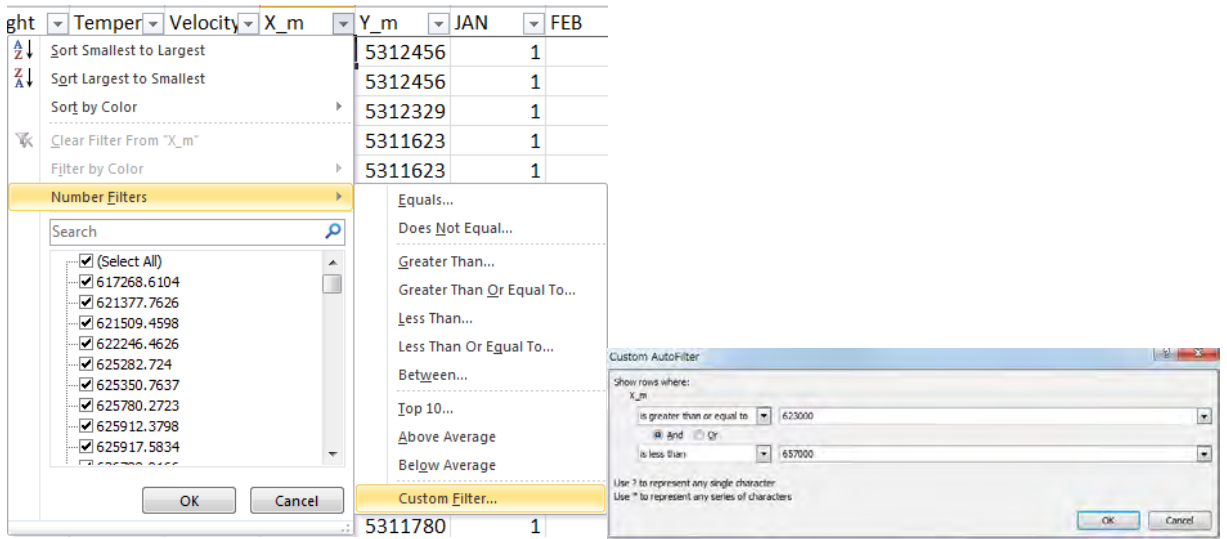 ght Temper Velocity X_m Y_m JAN FEB
Sort Smallest to Largest
Sort Largest to Smallest
Sort by Color
Clear Filter From "X_m"
Filter by Color
Number Filters
Search
(Select All)
617268.6104
621377.7626
621509.4598
622246.4626
625282.724
625350.7637
625780.2723
625912.3798
625917.5834
OK Cancel
5312456 1
5312456 1
5312329 1
5311623 1
5311623 1
Equals...
Does Not Equal...
Greater Than...
Greater Than Or Equal To...
Less Than...
Less Than Or Equal To...
Between...
Top 10...
Above Average
Below Average
Custom Filter...
5311780 1
Custom AutoFilter
Show rows where:
X_m
is greater than or equal to 623000
And Or
is less than 657000
Use ? to represent any single character
Use * to represent any series of characters
OK Cancel